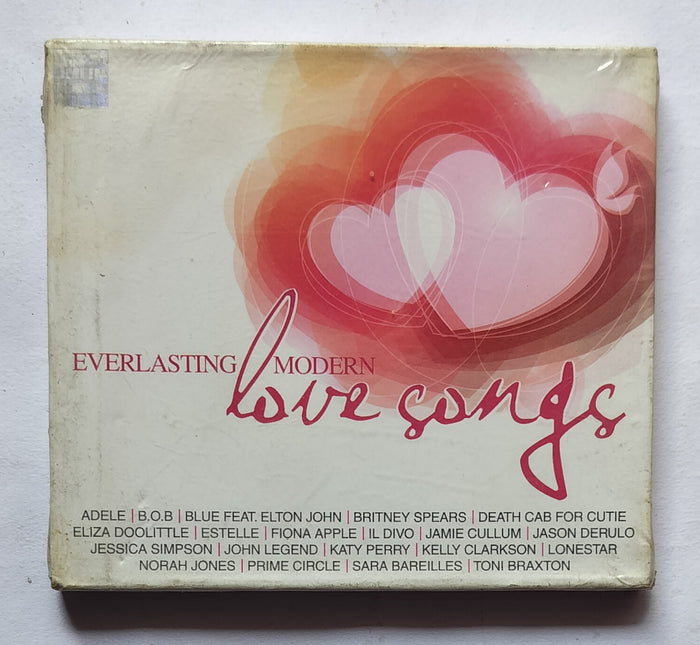 EVERLASTING MODERN
love songs
ADELE | B.O.B | BLUE FEAT. ELTON JOHN | BRITNEY SPEARS | DEATH CAB FOR CUTIE
ELIZA DOOLITTLE | ESTELLE | FIONA APPLE | IL DIVO | JAMIE CULLUM | JASON DERULO
JESSICA SIMPSON | JOHN LEGEND | KATY PERRY | KELLY CLARKSON | LONESTAR
NORAH JONES | PRIME CIRCLE | SARA BAREILLES | TONI BRAXTON